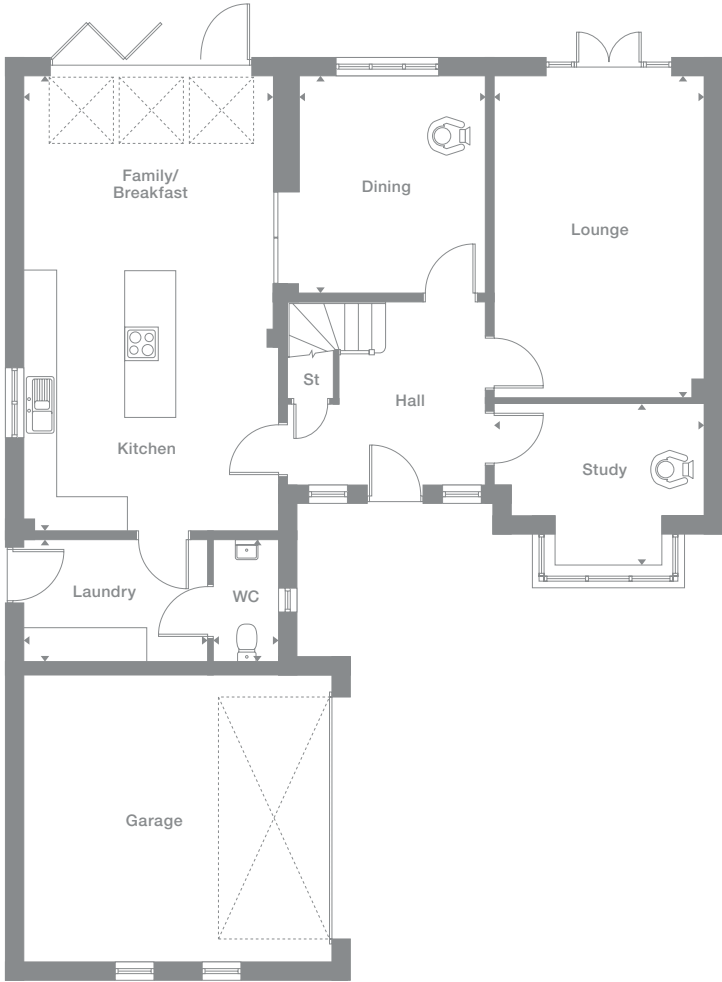 Family/
Breakfast
Dining
Lounge
St
Hall
Kitchen
Study
Laundry
WC
Garage